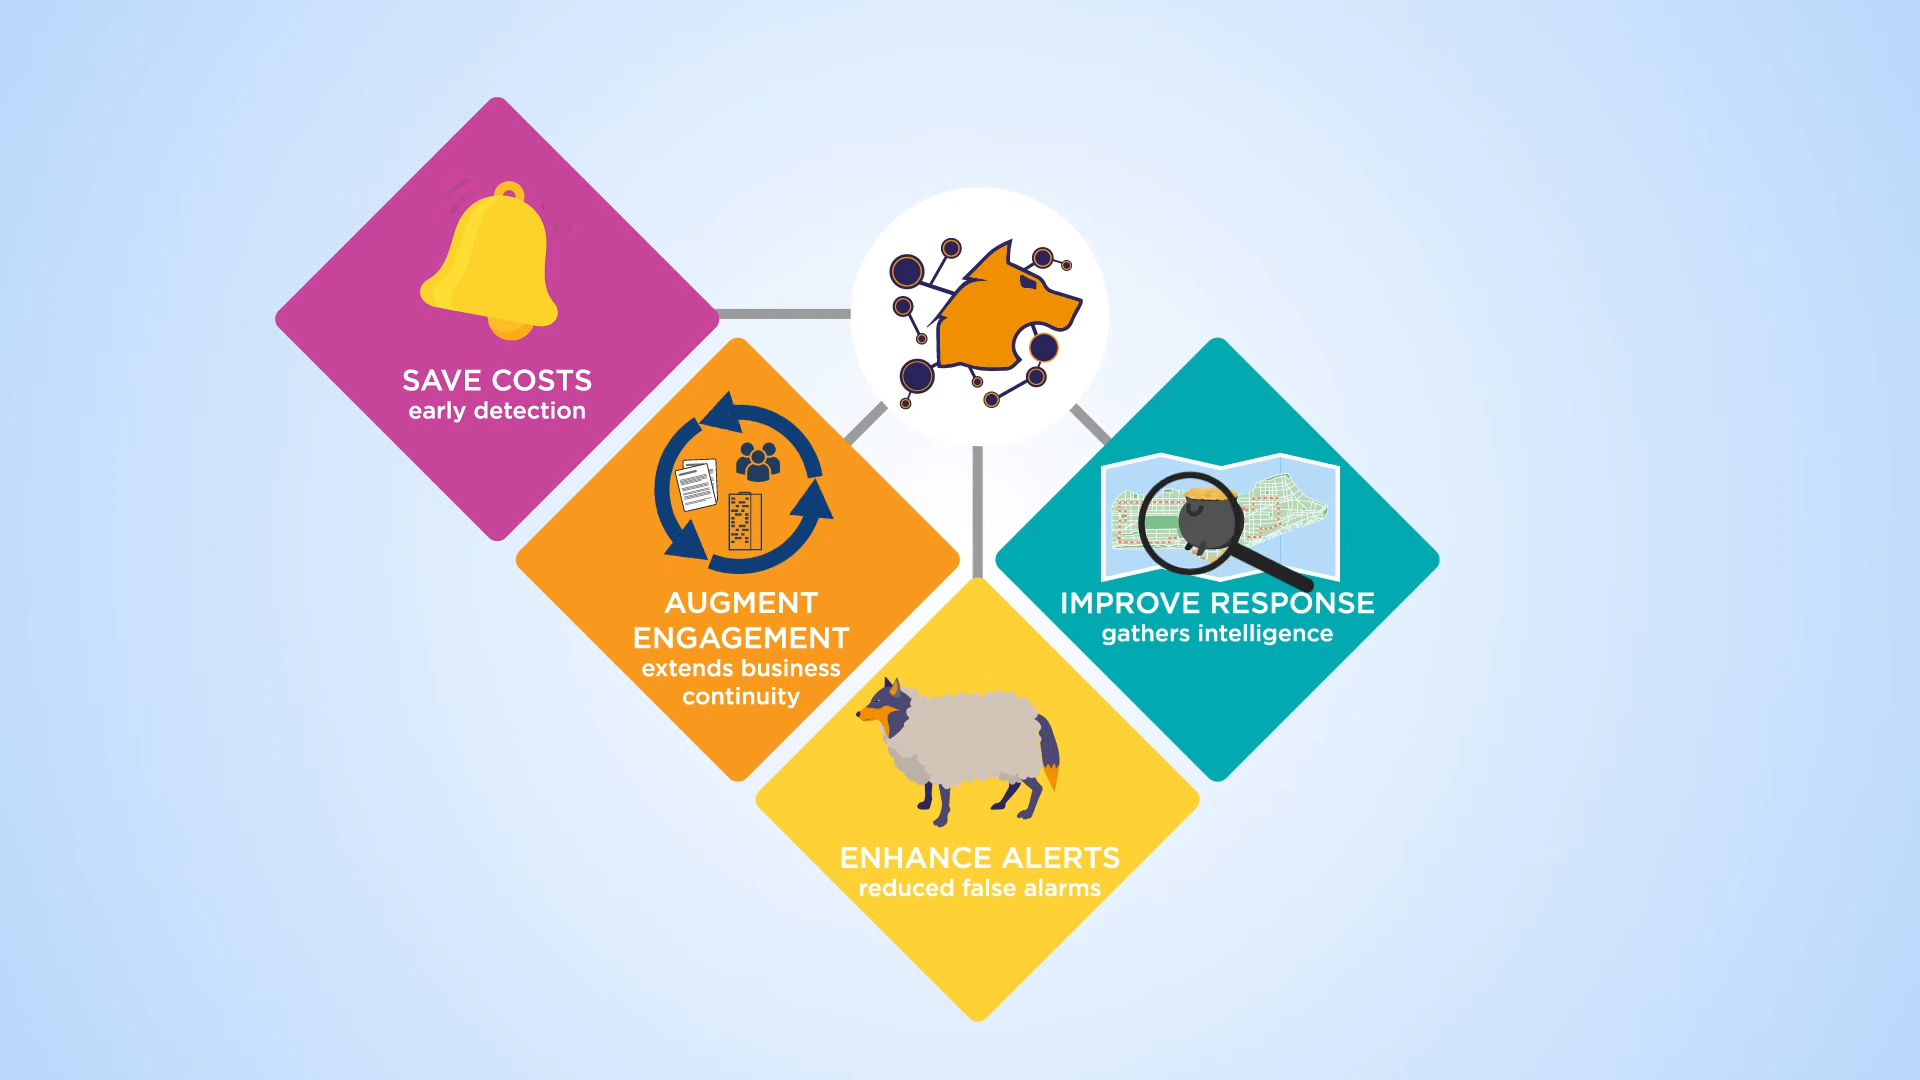 SAVE COSTS
early detection
AUGMENT
ENGAGEMENT
extends business
continuity
IMPROVE RESPONSE
gathers intelligence
ENHANCE ALERTS
reduced false alarms